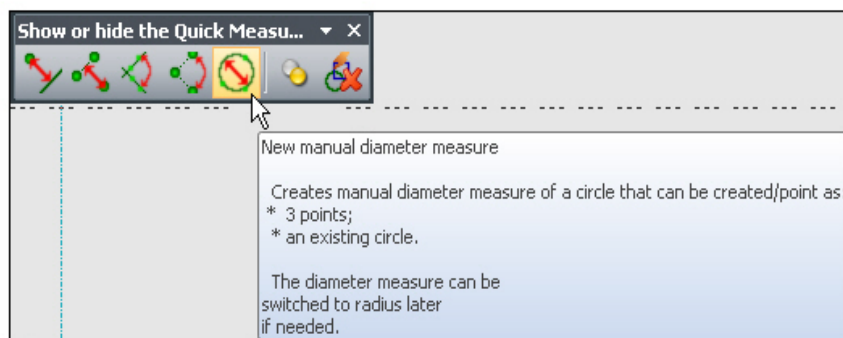 Show or hide the Quick Measu...
New manual diameter measure
Creates manual diameter measure of a circle that can be created/point as
* 3 points;
* an existing circle.
The diameter measure can be
switched to radius later
if needed.